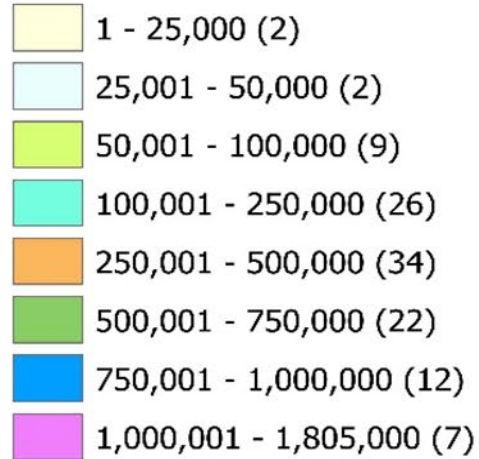 1 - 25,000 (2)
25,001 - 50,000 (2)
50,001 - 100,000 (9)
100,001 - 250,000 (26)
250,001 - 500,000 (34)
500,001 - 750,000 (22)
750,001 - 1,000,000 (12)
1,000,001 - 1,805,000 (7)